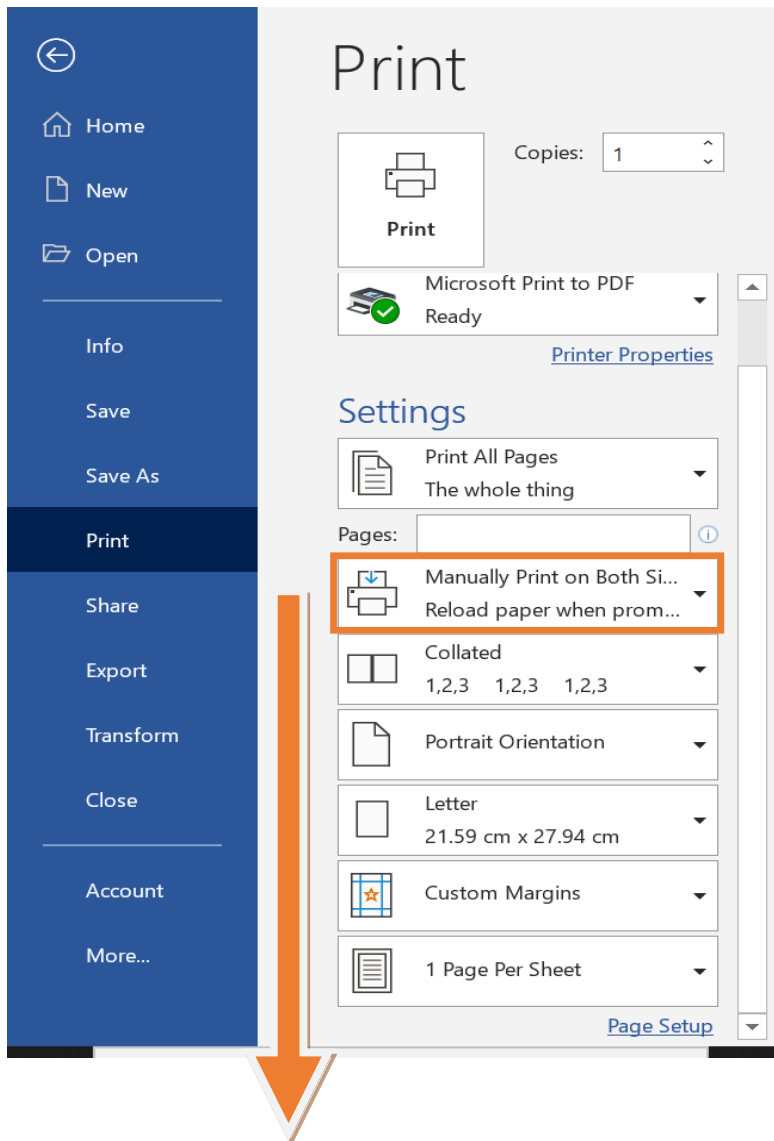 Print
Home
New
Open
Info
Save
Save As
Print
Share
Export
Transform
Close
Account
More...
Print
Copies: 1
Microsoft Print to PDF
Ready
Printer Properties
Settings
Print All Pages
The whole thing
Pages:
Manually Print on Both Si...
Reload paper when prom...
Collated
1,2,3 1,2,3 1,2,3
Portrait Orientation
Letter
21.59 cm x 27.94 cm
Custom Margins
1 Page Per Sheet
Page Setup